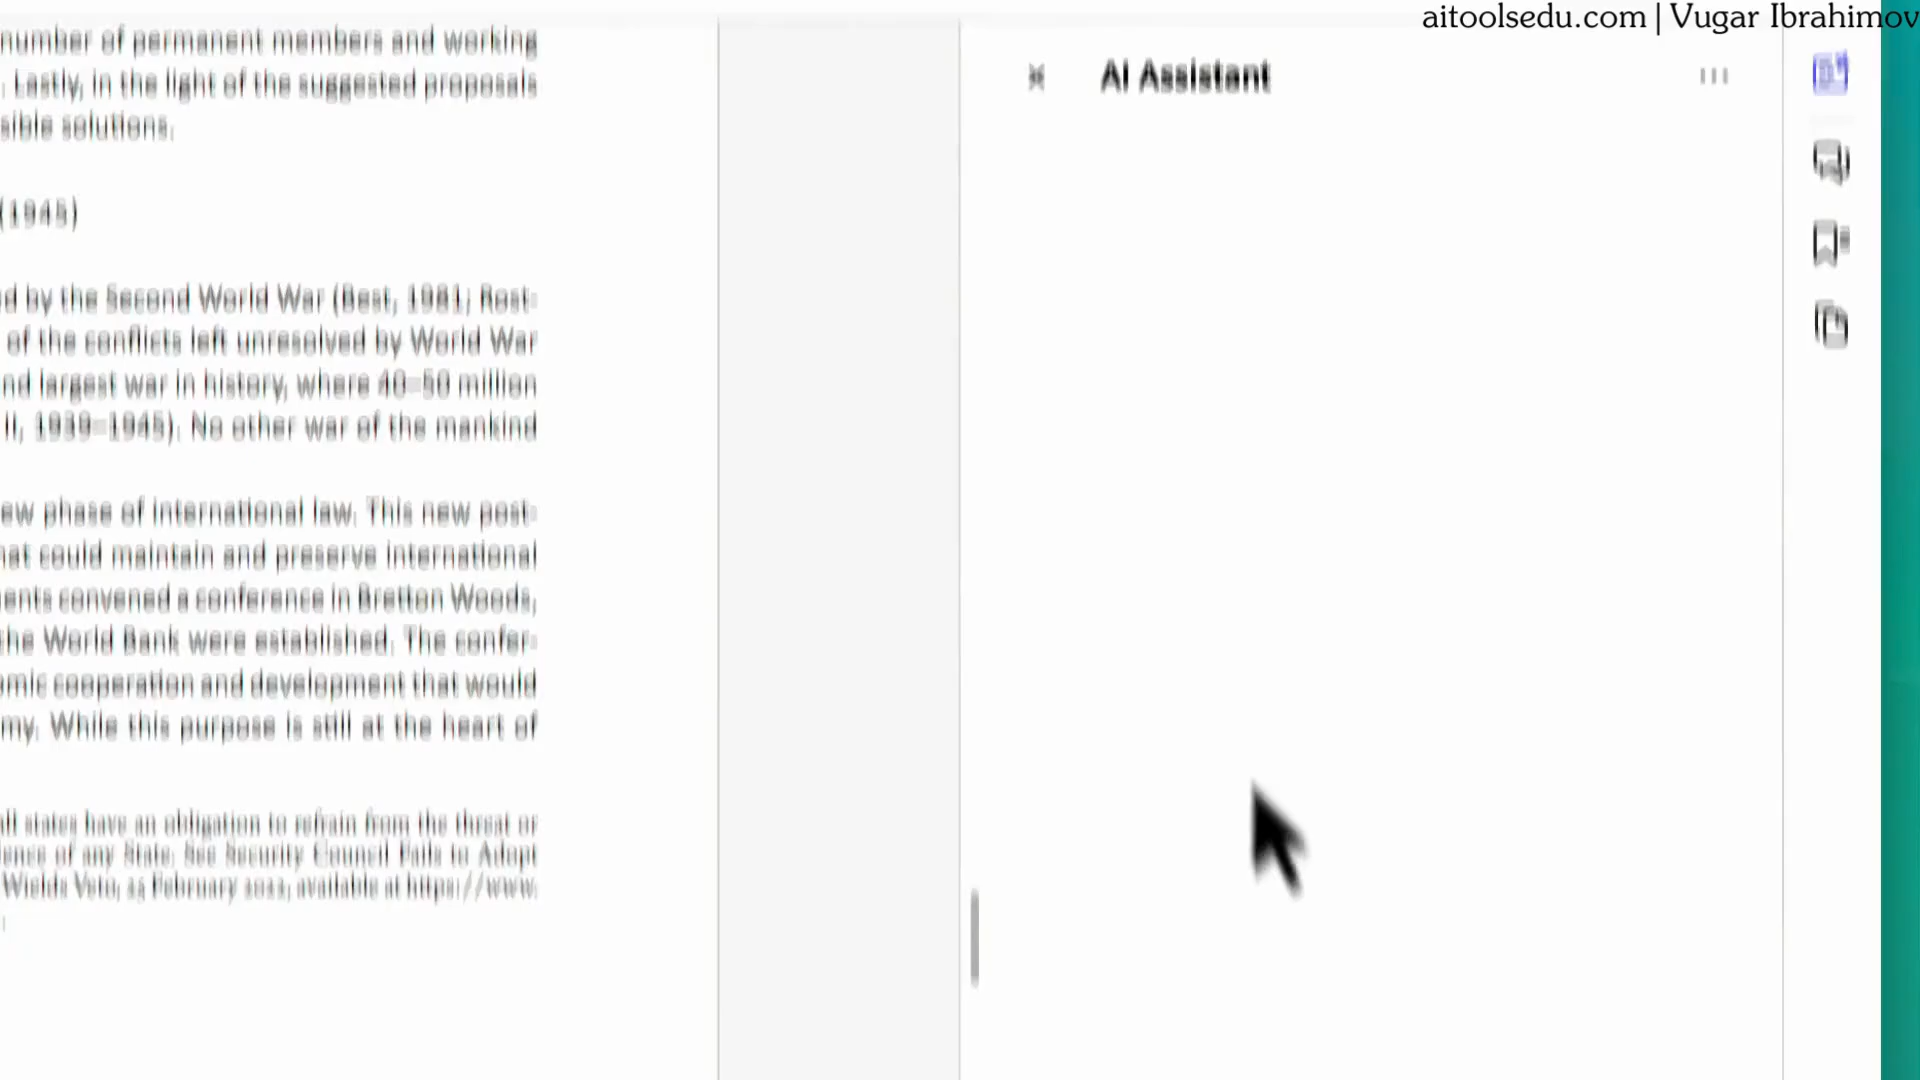 aitoolsedu.com | Vugar Ibrahimov
number of permanent members and working
Lastly, in the light of the suggested proposals
sible solutions.
(1945)
d by the Second World War (Best, 1981; Rost-
of the conflicts left unresolved by World War
nd largest war in history, where 40–50 million
II, 1939–1945). No other war of the mankind
ew phase of international law. This new post-
hat could maintain and preserve international
ents convened a conference in Bretton Woods,
the World Bank were established. The confer-
omic cooperation and development that would
my. While this purpose is still at the heart of
ll states have an obligation to refrain from the threat or
ence of any State. See Security Council Fails to Adopt
Wields Veto, 25 February 2022, available at https://www.
AI Assistant